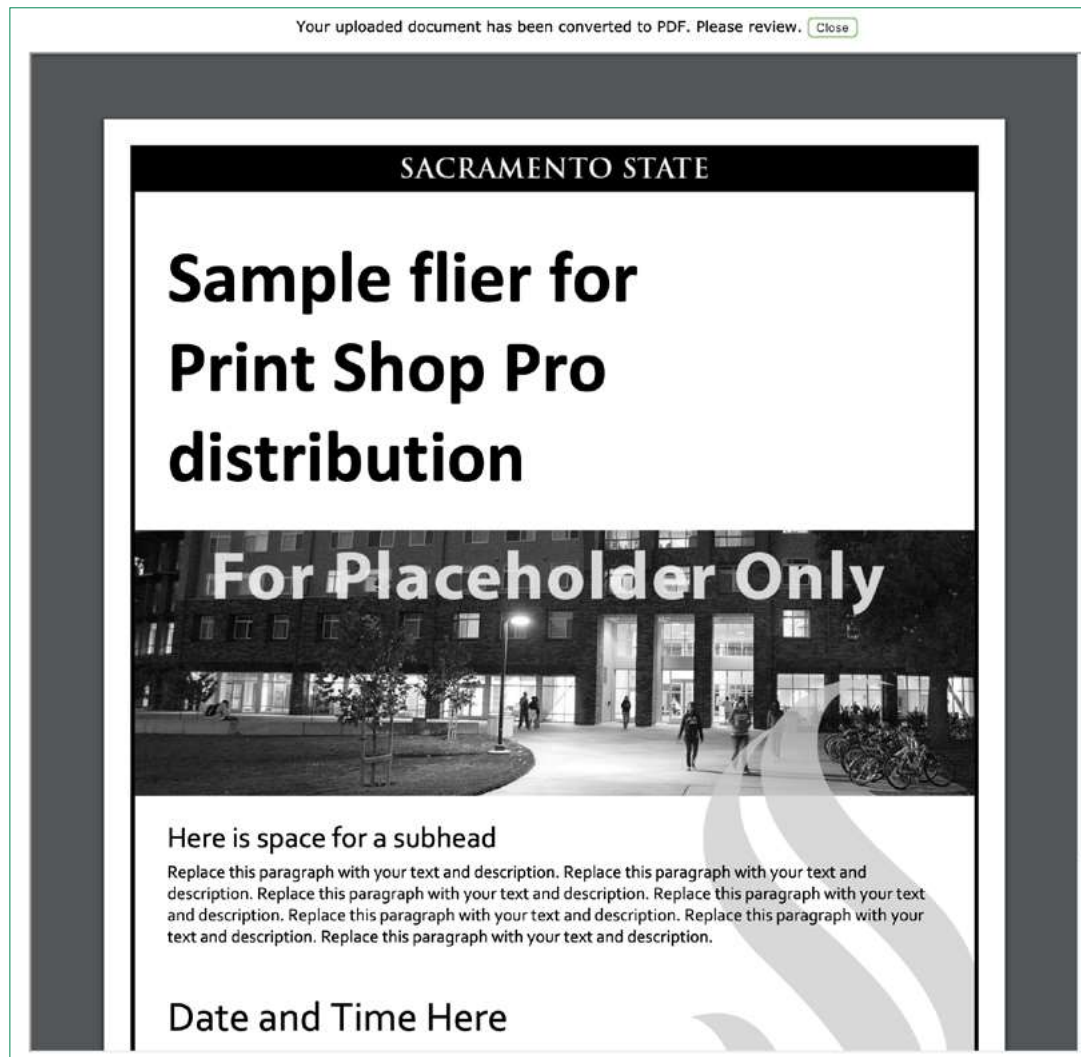 Your uploaded document has been converted to PDF. Please review. Close
SACRAMENTO STATE
Sample flier for
Print Shop Pro
distribution
For Placeholder Only
Here is space for a subhead
Replace this paragraph with your text and description. Replace this paragraph with your text and
description. Replace this paragraph with your text and description. Replace this paragraph with your text
and description. Replace this paragraph with your text and description. Replace this paragraph with your
text and description. Replace this paragraph with your text and description.
Date and Time Here